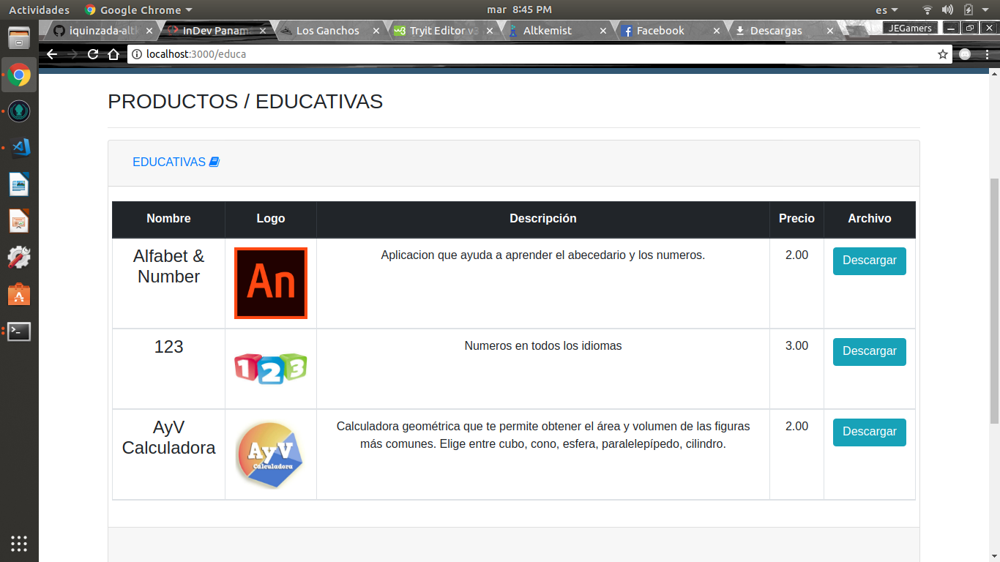 Actividades Google Chrome mar 8:45 PM es
iquinzada-altk InDev Panam Los Ganchos Tryit Editor v3 Altkemist Facebook Descargas JEGamers
localhost:3000/educa
PRODUCTOS / EDUCATIVAS
EDUCATIVAS
Nombre Logo Descripción Precio Archivo
Alfabet &
Number
An
Aplicacion que ayuda a aprender el abecedario y los numeros.
2.00
Descargar
123
123
Numeros en todos los idiomas
3.00
Descargar
AyV
Calculadora
AyV
Calculadora
Calculadora geométrica que te permite obtener el área y volumen de las figuras
más comunes. Elige entre cubo, cono, esfera, paralelepípedo, cilindro.
2.00
Descargar